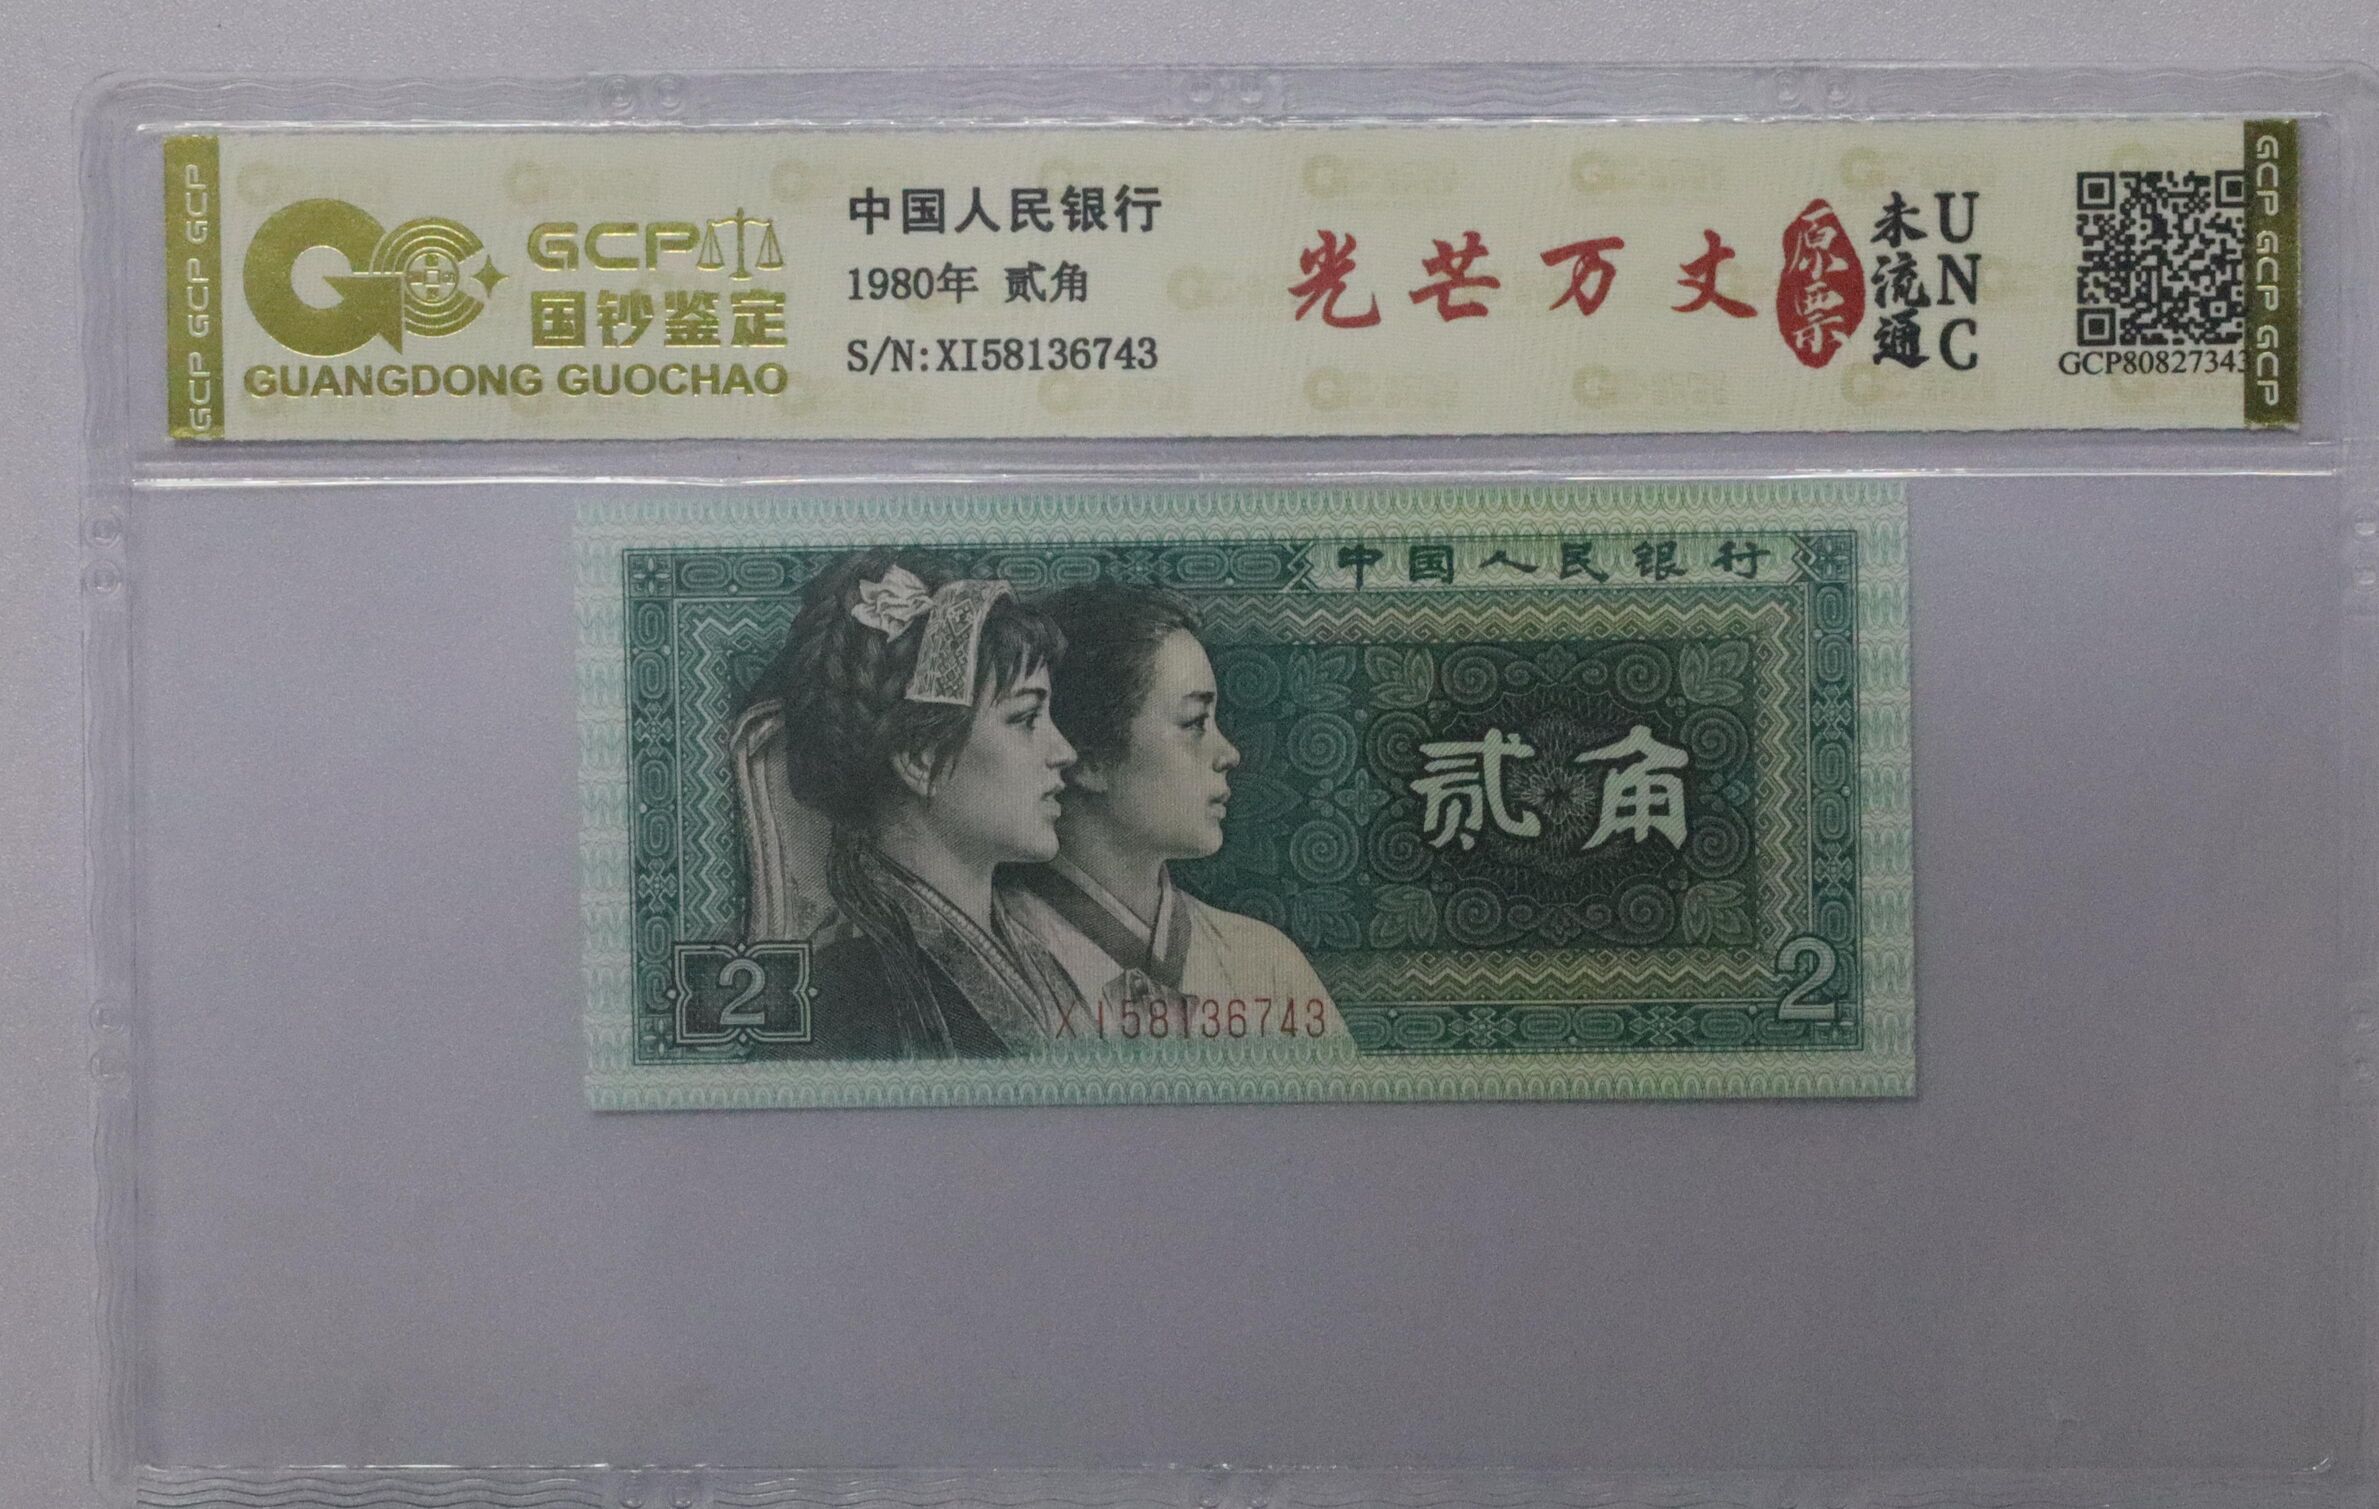 GCP GCP GCP
GCP
国钞鉴定
GUANGDONG GUOCHAO
中国人民银行
1980年 贰角
S/N:XI58136743
光芒万丈
原票
未流通
UNC
GCP80827343
GCP GCP GCP
中国人民银行
贰角
2
2
XI58136743